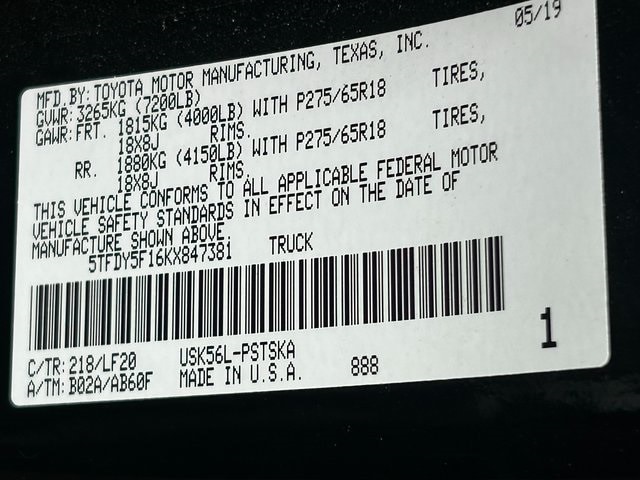 05/19
MFD.BY:TOYOTA MOTOR MANUFACTURING, TEXAS, INC.
GVWR:3265KG (7200LB)
GAWR:FRT. 1815KG (4000LB) WITH P275/65R18 TIRES,
18X8J RIMS.
RR. 1880KG (4150LB) WITH P275/65R18 TIRES,
18X8J RIMS.
THIS VEHICLE CONFORMS TO ALL APPLICABLE FEDERAL MOTOR
VEHICLE SAFETY STANDARDS IN EFFECT ON THE DATE OF
MANUFACTURE SHOWN ABOVE
5TFDY5F16KX847381 TRUCK
1
C/TR:218/LF20 USK56L-PSTSKA
A/TM:B02A/AB60F MADE IN U.S.A. 888